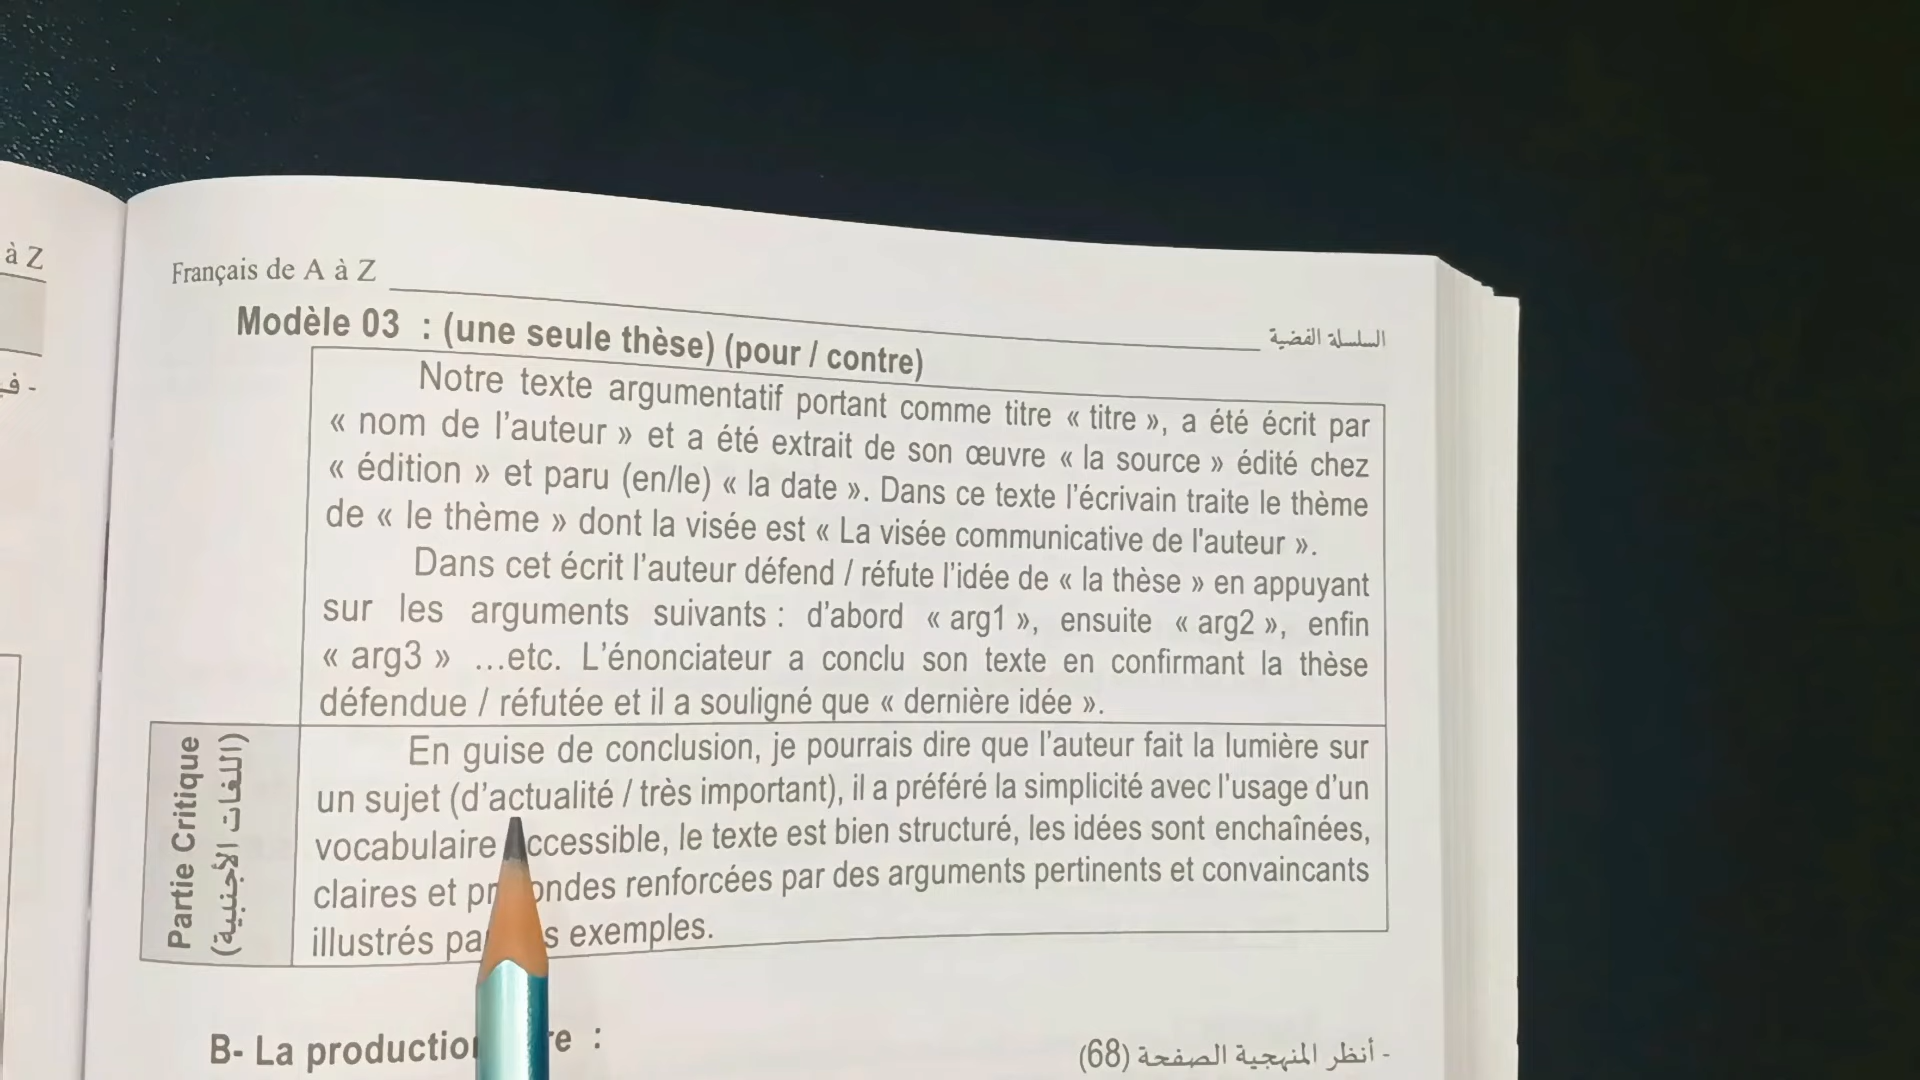 à Z
- في
Français de A à Z
السلسلة الفضية
Modèle 03 : (une seule thèse) (pour / contre)
Notre texte argumentatif portant comme titre « titre », a été écrit par
« nom de l'auteur » et a été extrait de son œuvre « la source » édité chez
« édition » et paru (en/le) « la date ». Dans ce texte l'écrivain traite le thème
de « le thème » dont la visée est « La visée communicative de l'auteur ».
Dans cet écrit l'auteur défend / réfute l'idée de « la thèse » en appuyant
sur les arguments suivants : d'abord « arg1 », ensuite « arg2 », enfin
« arg3 » ...etc. L'énonciateur a conclu son texte en confirmant la thèse
défendue / réfutée et il a souligné que « dernière idée ».
Partie Critique
(اللغات الأجنبية)
En guise de conclusion, je pourrais dire que l'auteur fait la lumière sur
un sujet (d'actualité / très important), il a préféré la simplicité avec l'usage d'un
vocabulaire accessible, le texte est bien structuré, les idées sont enchaînées,
claires et profondes renforcées par des arguments pertinents et convaincants
illustrés exemples.
B- La production :
- أنظر المنهجية الصفحة (68)